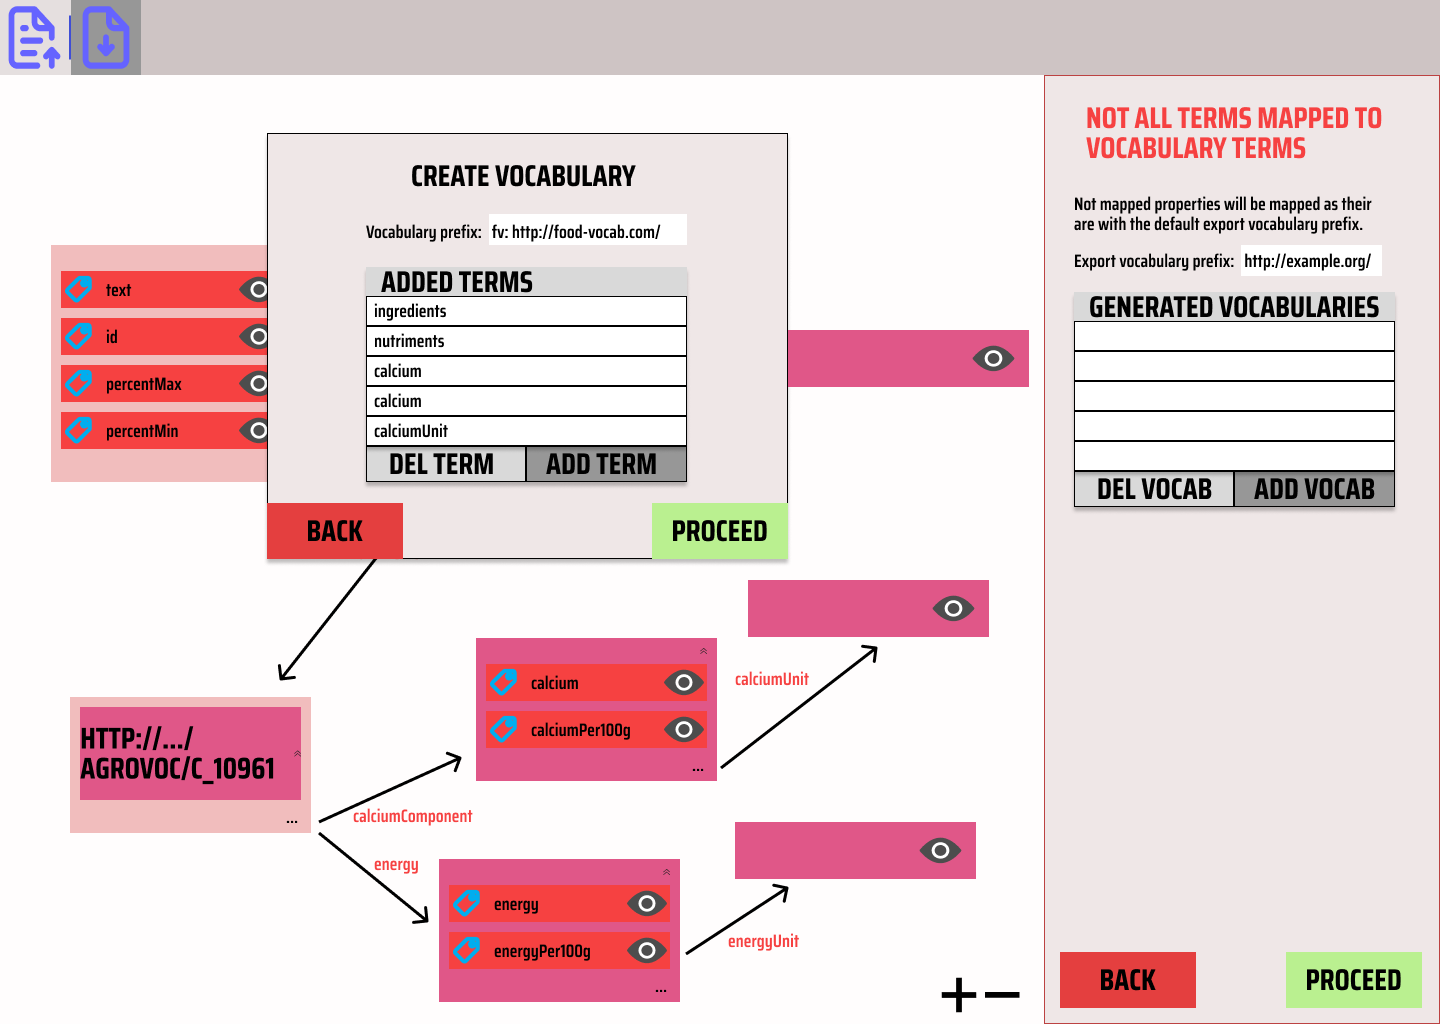 NOT ALL TERMS MAPPED TO
VOCABULARY TERMS
CREATE VOCABULARY
Not mapped properties will be mapped as their
are with the default export vocabulary prefix.
Vocabulary prefix: fv: http://food-vocab.com/
Export vocabulary prefix: http://example.org/
ADDED TERMS
GENERATED VOCABULARIES
text
id
percentMax
percentMin
ingredients
nutriments
calcium
calcium
calciumUnit
DEL TERM ADD TERM
DEL VOCAB ADD VOCAB
BACK PROCEED
calcium
calciumPer100g
...
calciumUnit
HTTP://.../
AGROVOC/C_10961
...
calciumComponent
energy
energy
energyPer100g
...
energyUnit
+ −
BACK PROCEED